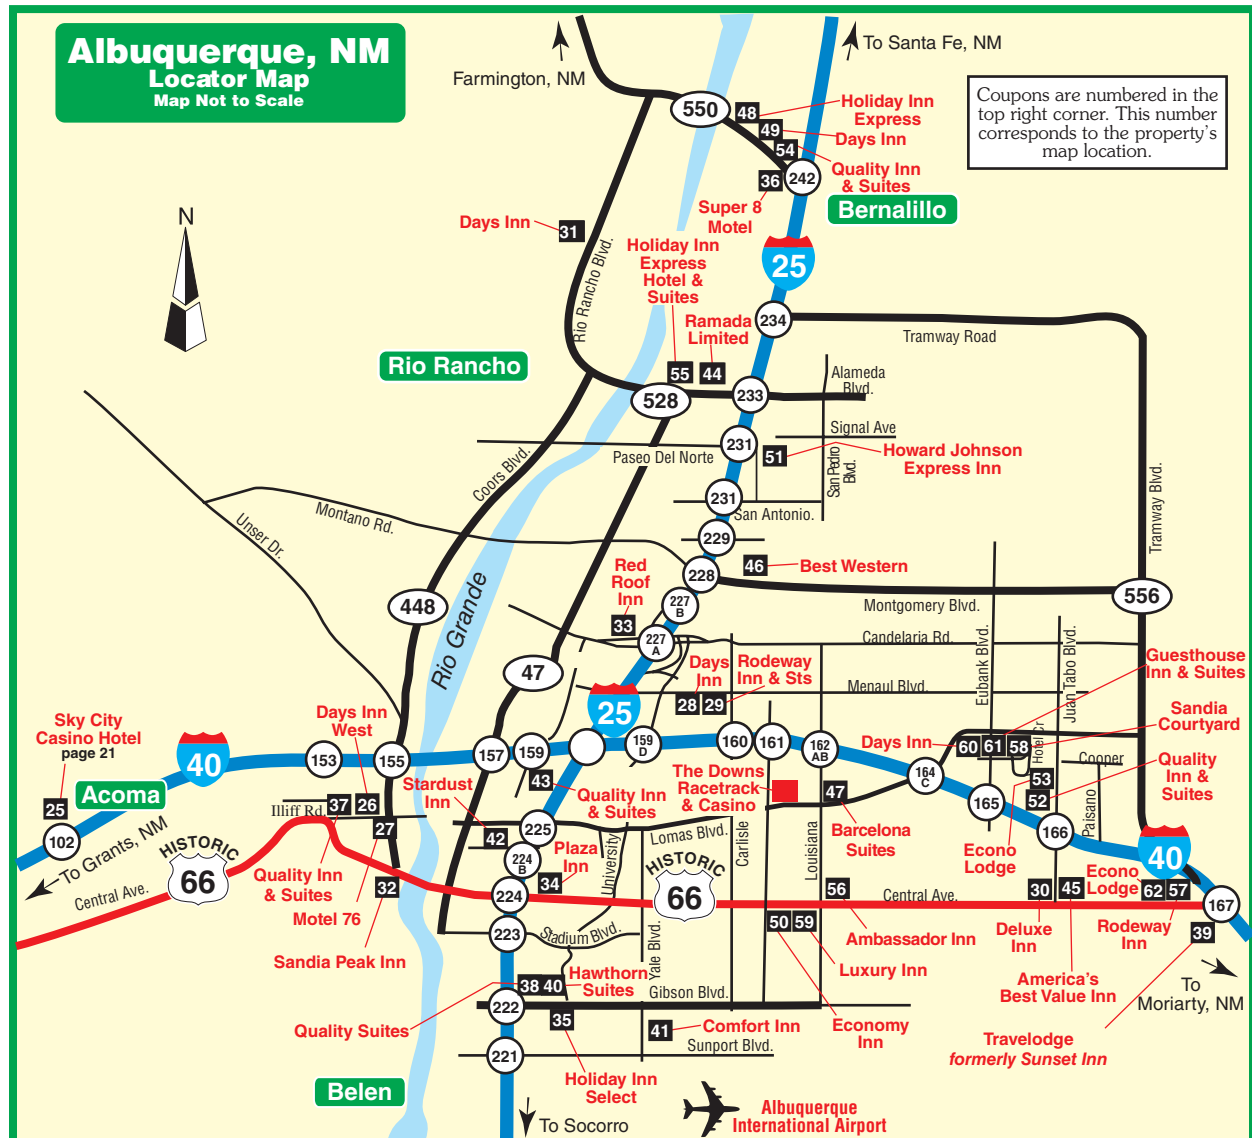 Albuquerque, NM
Locator Map
Map Not to Scale
Farmington, NM
To Santa Fe, NM
Coupons are numbered in the
top right corner. This number
corresponds to the property's
map location.
550
48
Holiday Inn
Express
49
Days Inn
54
Quality Inn
& Suites
242
36
Super 8
Motel
Bernalillo
N
Days Inn
31
Rio Rancho Blvd.
Holiday Inn
Express
Hotel &
Suites
25
Ramada
Limited
234
Tramway Road
Rio Rancho
55
44
528
233
Alameda
Blvd.
Signal Ave
231
Paseo Del Norte
51
Howard Johnson
Express Inn
San Pedro
Blvd.
Tramway Blvd.
Coors Blvd.
231
San Antonio.
Montano Rd.
Unser Dr.
229
46
Best Western
228
Red
Roof
Inn
33
227
B
227
A
448
Rio Grande
Montgomery Blvd.
556
Candelaria Rd.
Eubank Blvd.
Juan Tabo Blvd.
Guesthouse
Inn & Suites
47
Days
Inn
Rodeway
Inn & Sts
28
29
Menaul Blvd.
Sandia
Courtyard
25
Sky City
Casino Hotel
page 21
40
Days Inn
West
153
155
157
159
159
D
160
161
162
AB
Days Inn
60
61
58
Hotel Cr
Cooper
Quality
Inn &
Suites
164
C
53
52
25
Acoma
102
Illiff Rd.
37
26
27
Stardust
Inn
43
Quality Inn
& Suites
The Downs
Racetrack
& Casino
47
Barcelona
Suites
165
166
Paisano
Econo
Lodge
40
To Grants, NM
HISTORIC
66
Central Ave.
Quality Inn
& Suites
Motel 76
32
Sandia Peak Inn
42
225
224
B
Plaza
Inn
34
224
University
Lomas Blvd.
HISTORIC
66
Carlisle
Louisiana
56
Ambassador Inn
Central Ave.
30
Deluxe
Inn
45
America's
Best Value Inn
Econo
Lodge
62
57
Rodeway
Inn
167
39
To
Moriarty, NM
223
Stadium Blvd.
Yale Blvd.
50
59
Luxury Inn
Economy
Inn
38
40
Hawthorn
Suites
Quality Suites
222
Gibson Blvd.
35
Holiday Inn
Select
41
Comfort Inn
Sunport Blvd.
221
Travelodge
formerly Sunset Inn
Belen
To Socorro
Albuquerque
International Airport